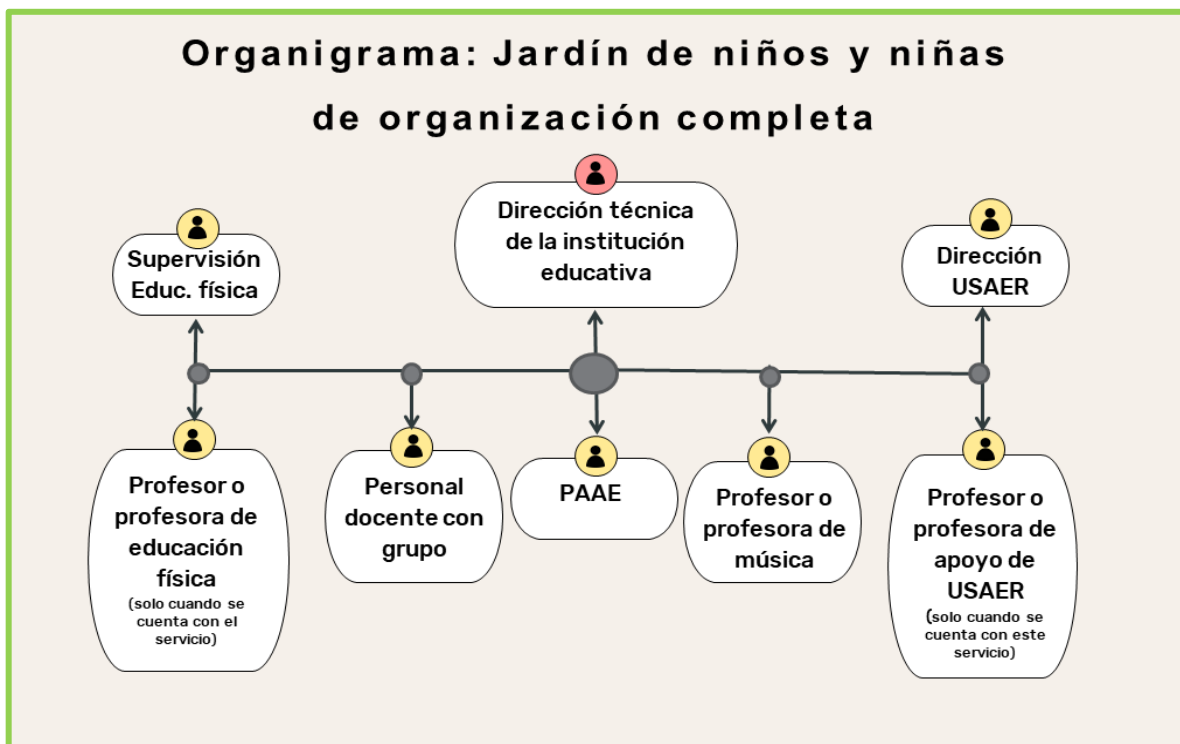 Organigrama: Jardín de niños y niñas
de organización completa
Dirección técnica
de la institución
educativa
Supervisión
Educ. física
Dirección
USAER
Profesor o
profesora de
educación
física
(solo cuando se
cuenta con el
servicio)
Personal
docente con
grupo
PAAE
Profesor o
profesora de
música
Profesor o
profesora de
apoyo de
USAER
(solo cuando se
cuenta con este
servicio)